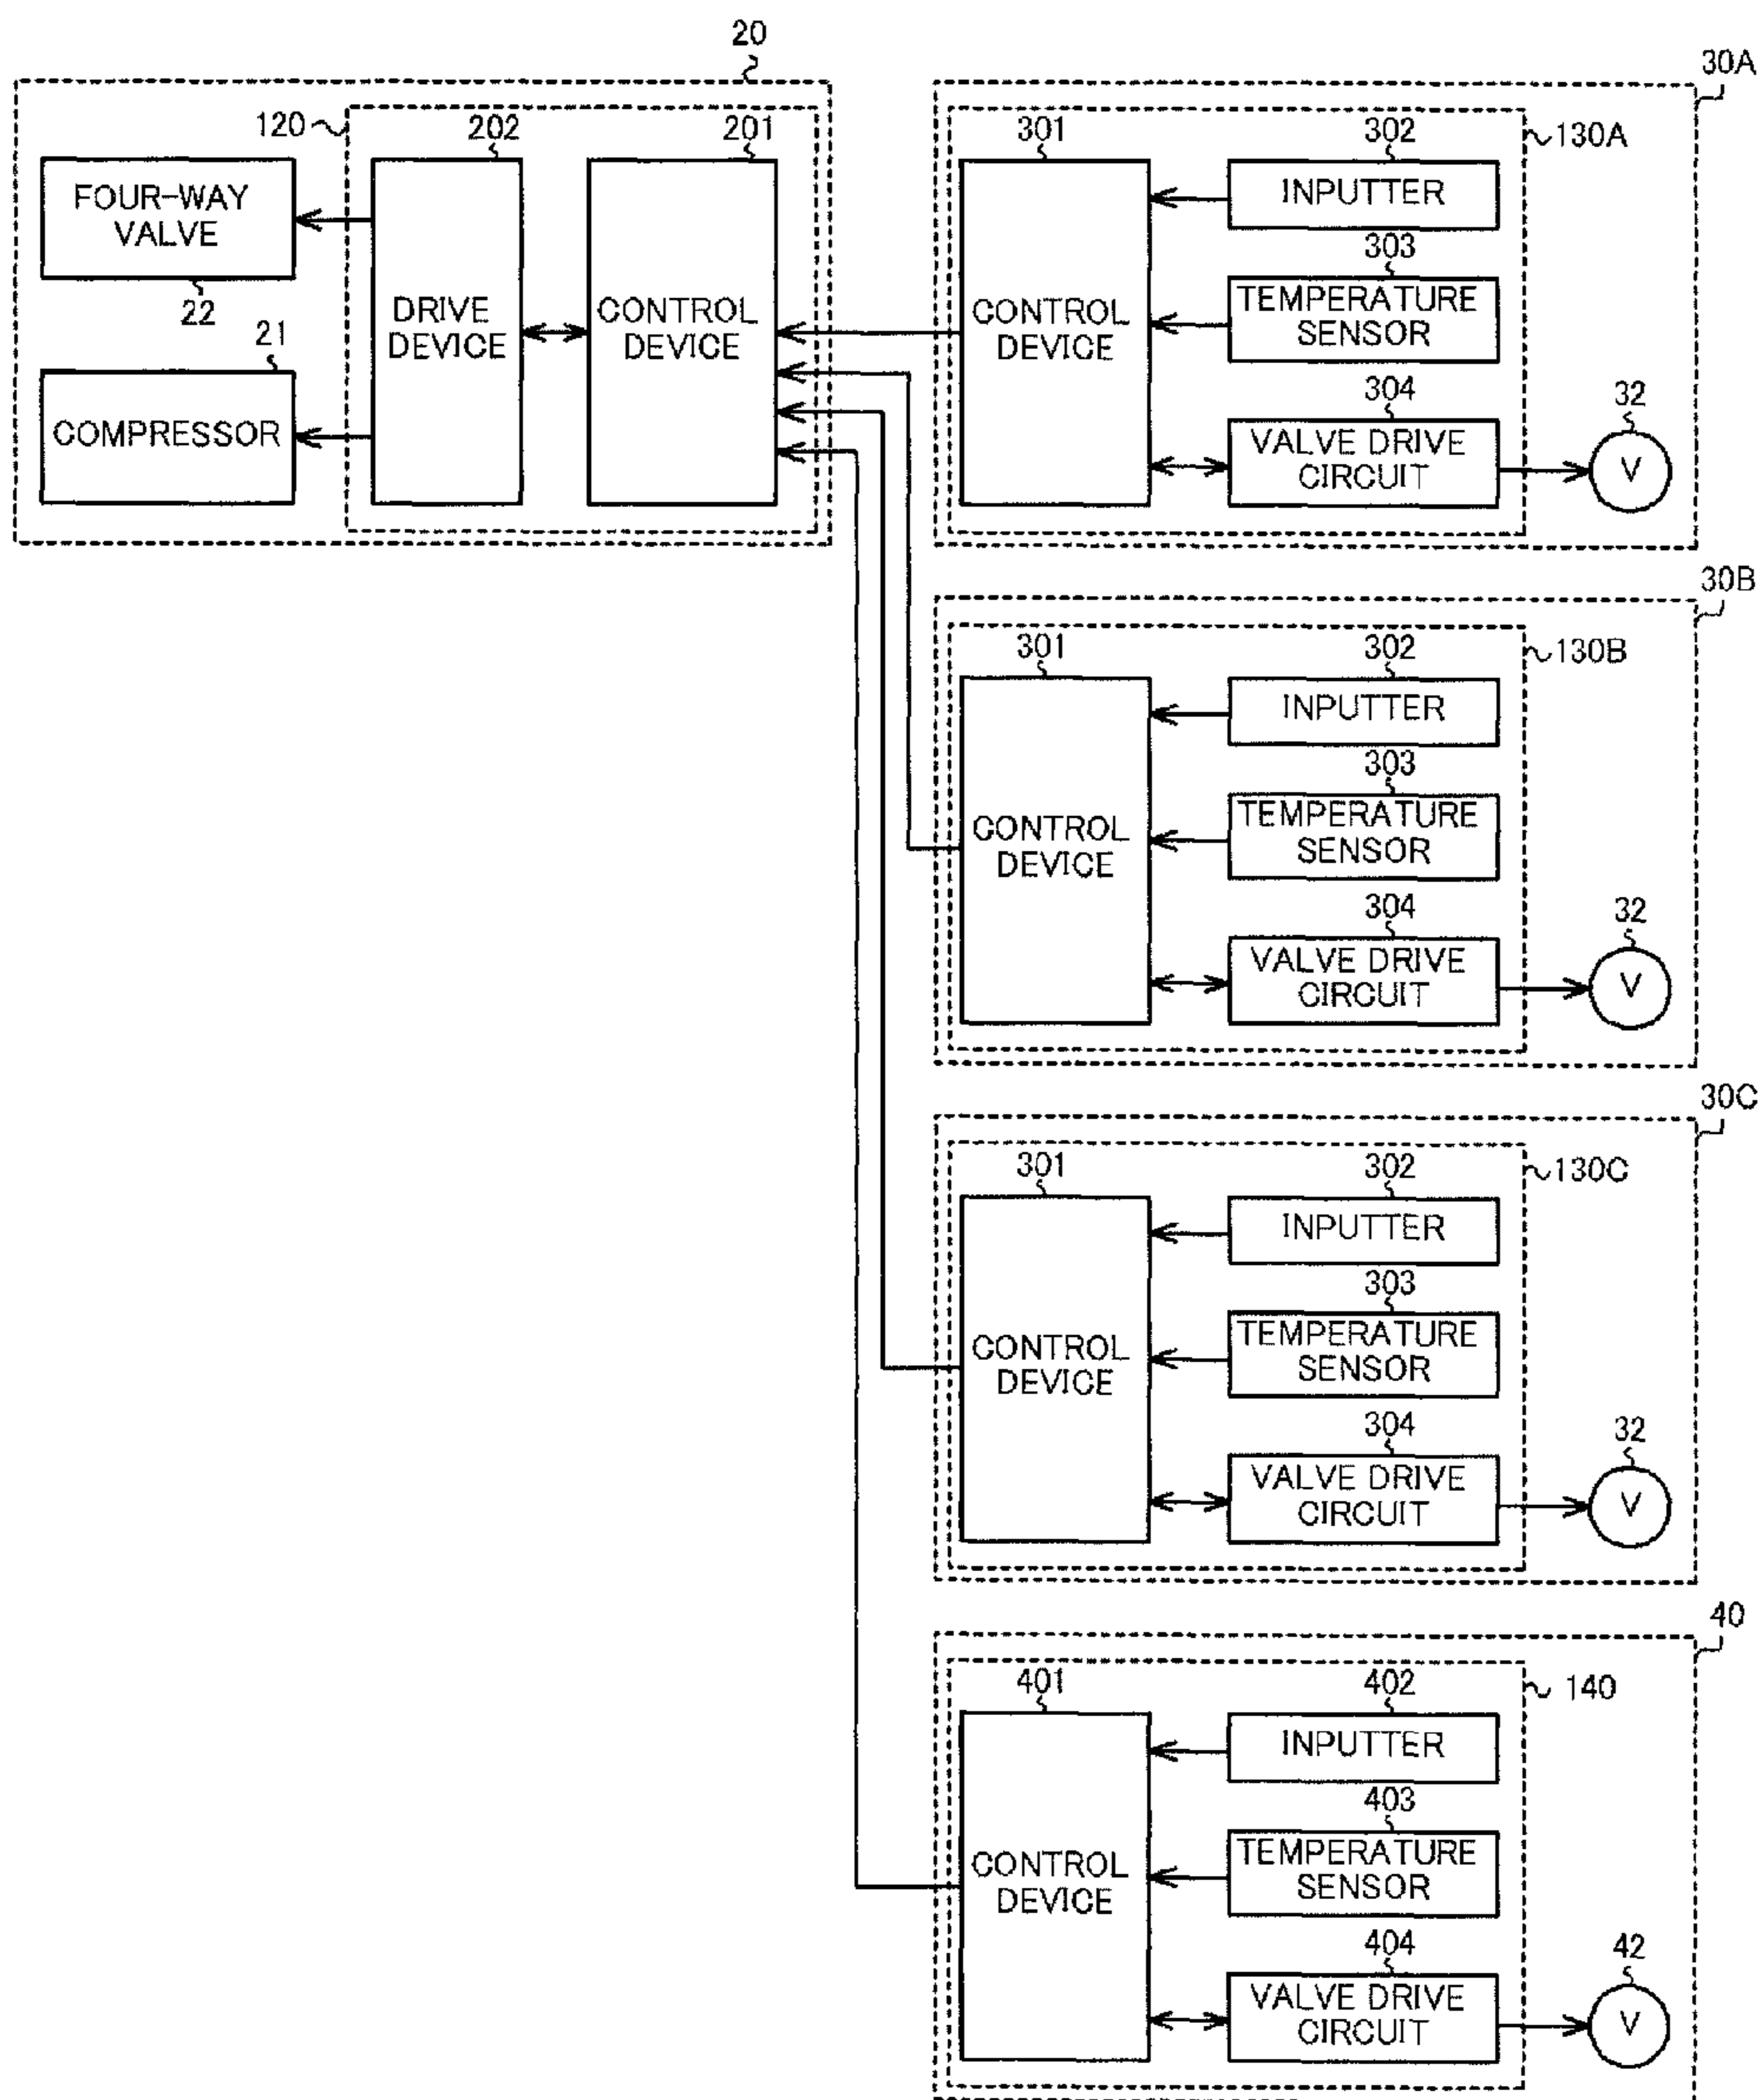 20
120
202
201
FOUR-WAY
VALVE
22
21
COMPRESSOR
DRIVE
DEVICE
CONTROL
DEVICE
30A
130A
301
302
INPUTTER
303
TEMPERATURE
SENSOR
CONTROL
DEVICE
304
VALVE DRIVE
CIRCUIT
32
V
30B
130B
301
302
INPUTTER
303
TEMPERATURE
SENSOR
CONTROL
DEVICE
304
VALVE DRIVE
CIRCUIT
32
V
30C
130C
301
302
INPUTTER
303
TEMPERATURE
SENSOR
CONTROL
DEVICE
304
VALVE DRIVE
CIRCUIT
32
V
40
140
401
402
INPUTTER
403
TEMPERATURE
SENSOR
CONTROL
DEVICE
404
VALVE DRIVE
CIRCUIT
42
V